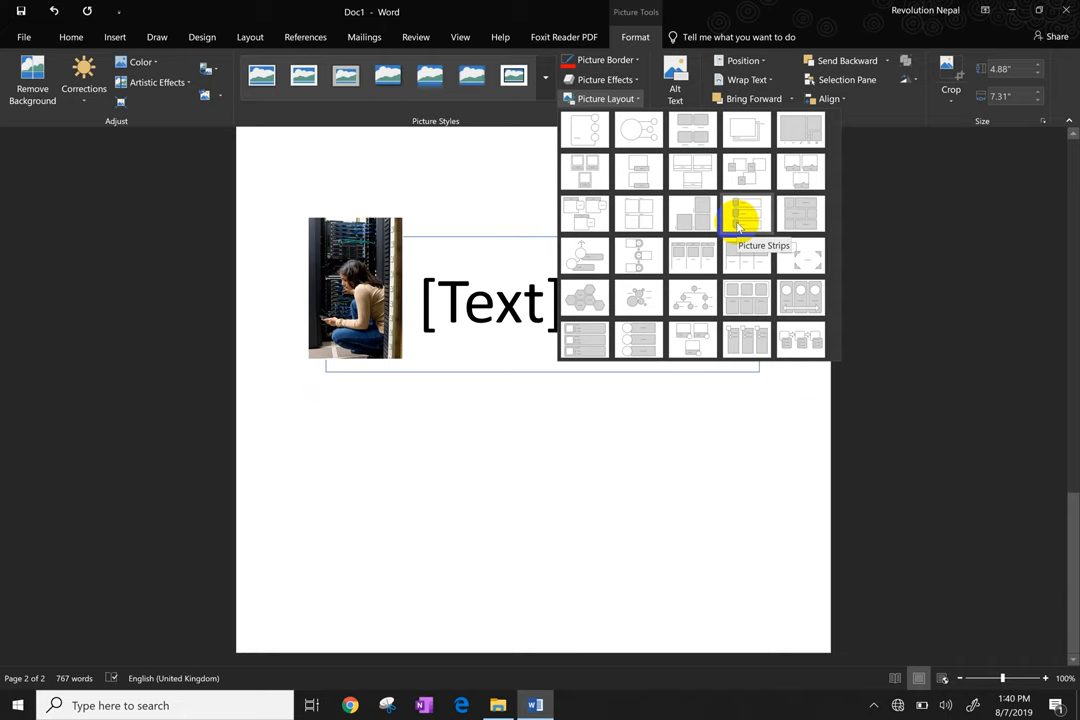 Doc1 - Word
Picture Tools
Revolution Nepal
File
Home
Insert
Draw
Design
Layout
References
Mailings
Review
View
Help
Foxit Reader PDF
Format
Tell me what you want to do
Share
Remove
Background
Corrections
Color
Artistic Effects
Picture Border
Picture Effects
Picture Layout
Alt
Text
Position
Wrap Text
Bring Forward
Send Backward
Selection Pane
Align
Crop
4.88"
7.31"
Adjust
Picture Styles
Size
Picture Strips
[Text]
Page 2 of 2
767 words
English (United Kingdom)
100%
Type here to search
1:40 PM
8/7/2019